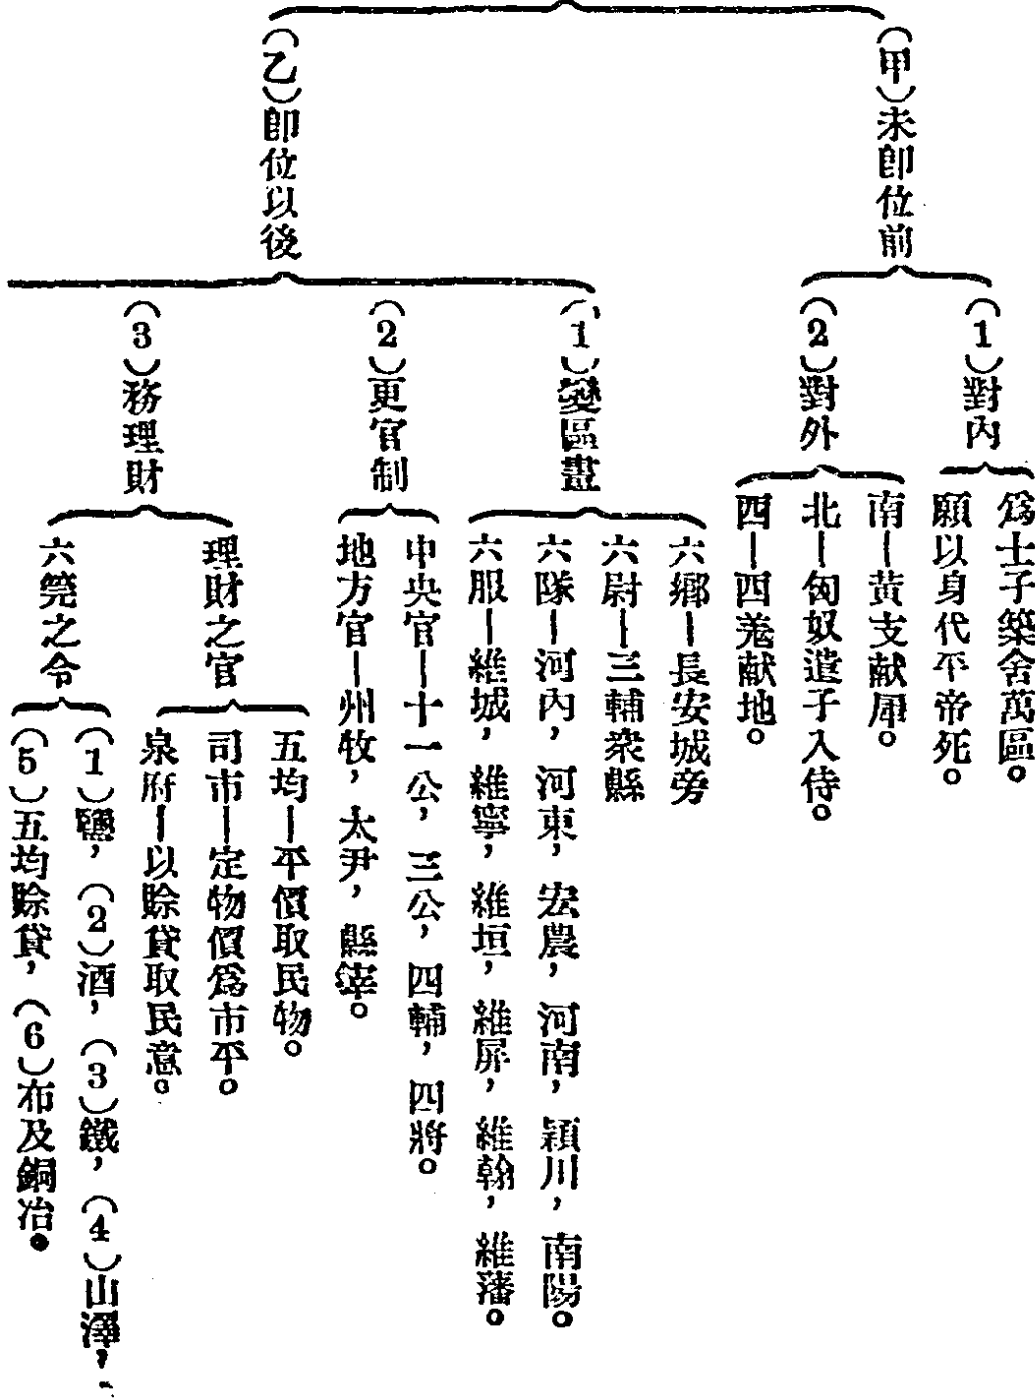 (甲)未卽位前
(1)對內
爲士子築舍萬區。
願以身代平帝死。
(2)對外
南—黃支献犀。
北—匈奴遣子入侍。
西—西羗献地。
(乙)卽位以後
(1)變區畫
六鄉—長安城旁
六尉—三輔衆縣
六隊—河內,河東,宏農,河南,潁川,南陽。
六服—維城,維寧,維垣,維屏,維翰,維藩。
(2)更官制
中央官—十一公,三公,四輔,四將。
地方官—州牧,太尹,縣宰。
(3)務理財
理財之官
五均—平價取民物。
司市—定物價爲市平。
泉府—以賒貸取民意。
六筦之令
(1)鹽,(2)酒,(3)鐵,(4)山澤,
(5)五均賒貸,(6)布及銅冶。